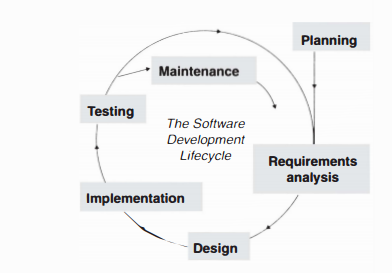 Planning
Maintenance
Testing
The Software
Development
Lifecycle
Requirements
analysis
Implementation
Design